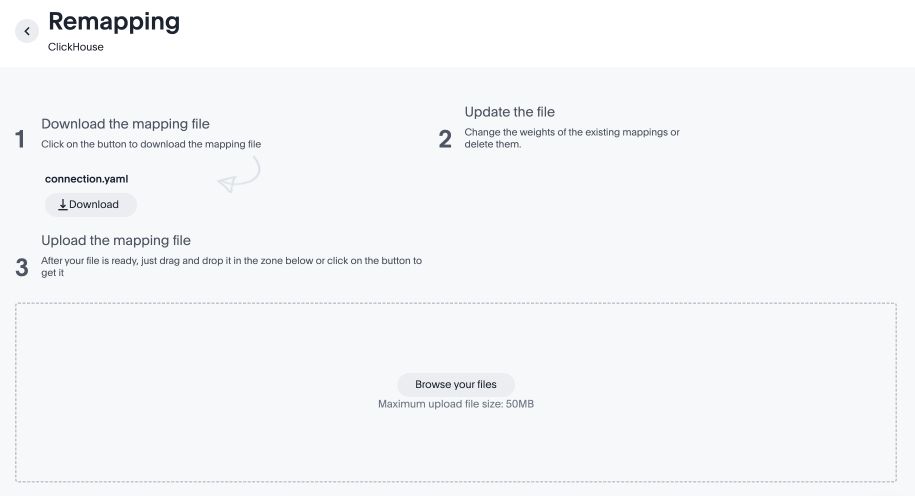 Remapping
ClickHouse
1
Download the mapping file
Click on the button to download the mapping file
connection.yaml
Download
2
Update the file
Change the weights of the existing mappings or
delete them.
3
Upload the mapping file
After your file is ready, just drag and drop it in the zone below or click on the button to
get it
Browse your files
Maximum upload file size: 50MB